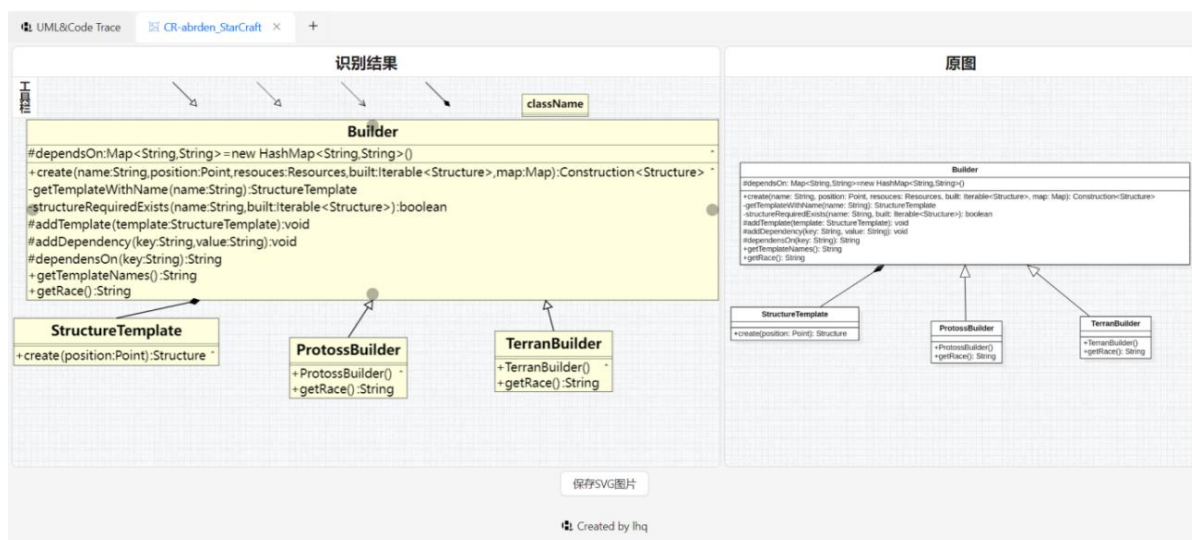 UML&Code Trace
CR-abrden_StarCraft
识别结果
工具栏
className
Builder
#dependsOn:Map<String,String>=new HashMap<String,String>()
+create(name:String,position:Point,resouces:Resources,built:Iterable<Structure>,map:Map):Construction<Structure>
-getTemplateWithName(name:String):StructureTemplate
-structureRequiredExists(name:String,built:Iterable<Structure>):boolean
#addTemplate(template:StructureTemplate):void
#addDependency(key:String,value:String):void
#dependensOn(key:String):String
+getTemplateNames():String
+getRace():String
StructureTemplate
+create(position:Point):Structure
ProtossBuilder
+ProtossBuilder()
+getRace():String
TerranBuilder
+TerranBuilder()
+getRace():String
原图
Builder
#dependsOn: Map<String,String>=new HashMap<String,String>()
+create(name: String, position: Point, resouces: Resources, built: Iterable<Structure>, map: Map): Construction<Structure>
-getTemplateWithName(name: String): StructureTemplate
-structureRequiredExists(name: String, built: Iterable<Structure>): boolean
#addTemplate(template: StructureTemplate): void
#addDependency(key: String, value: String): void
#dependensOn(key: String): String
+getTemplateNames(): String
+getRace(): String
StructureTemplate
+create(position: Point): Structure
ProtossBuilder
+ProtossBuilder()
+getRace(): String
TerranBuilder
+TerranBuilder()
+getRace(): String
保存SVG图片
Created by lhq